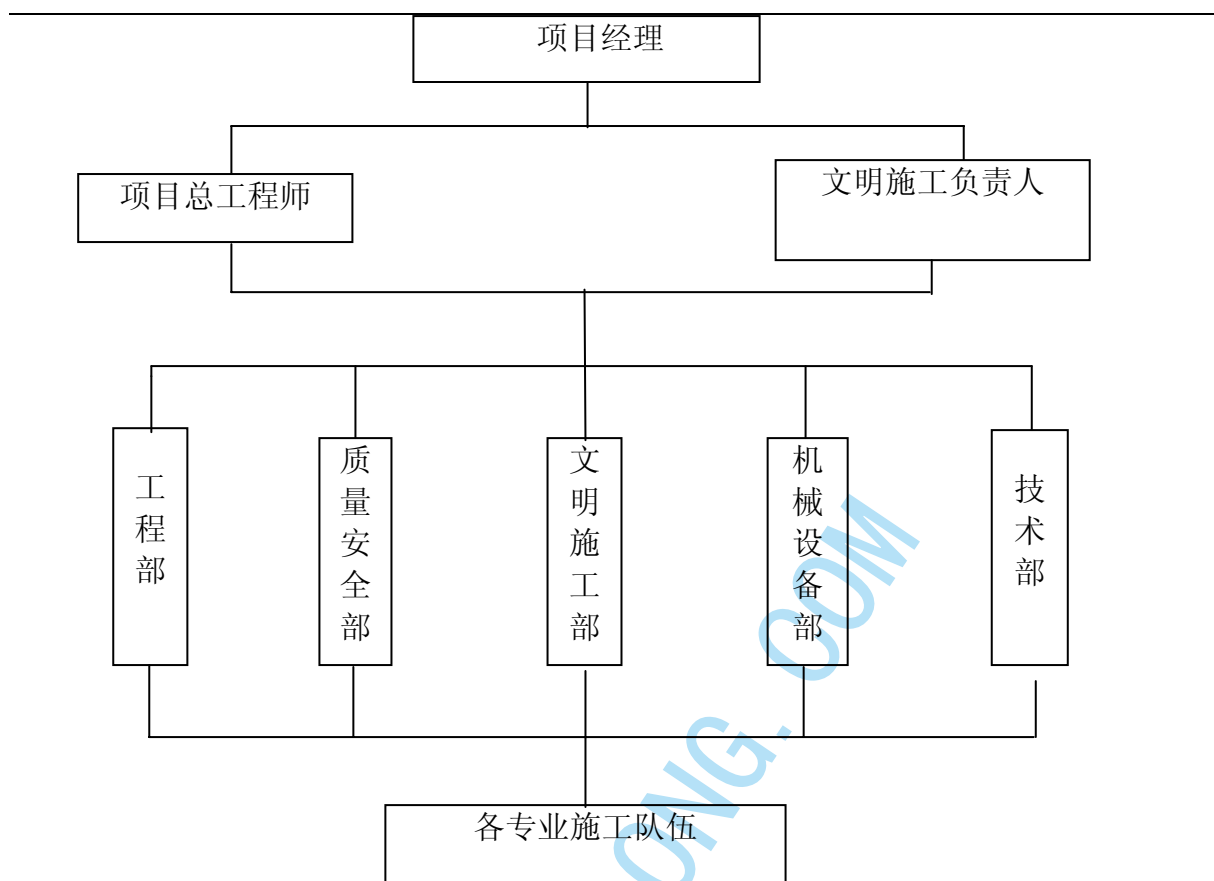 项目经理
项目总工程师
文明施工负责人
工程部
质量安全部
文明施工部
机械设备部
技术部
ONG.COM
各专业施工队伍